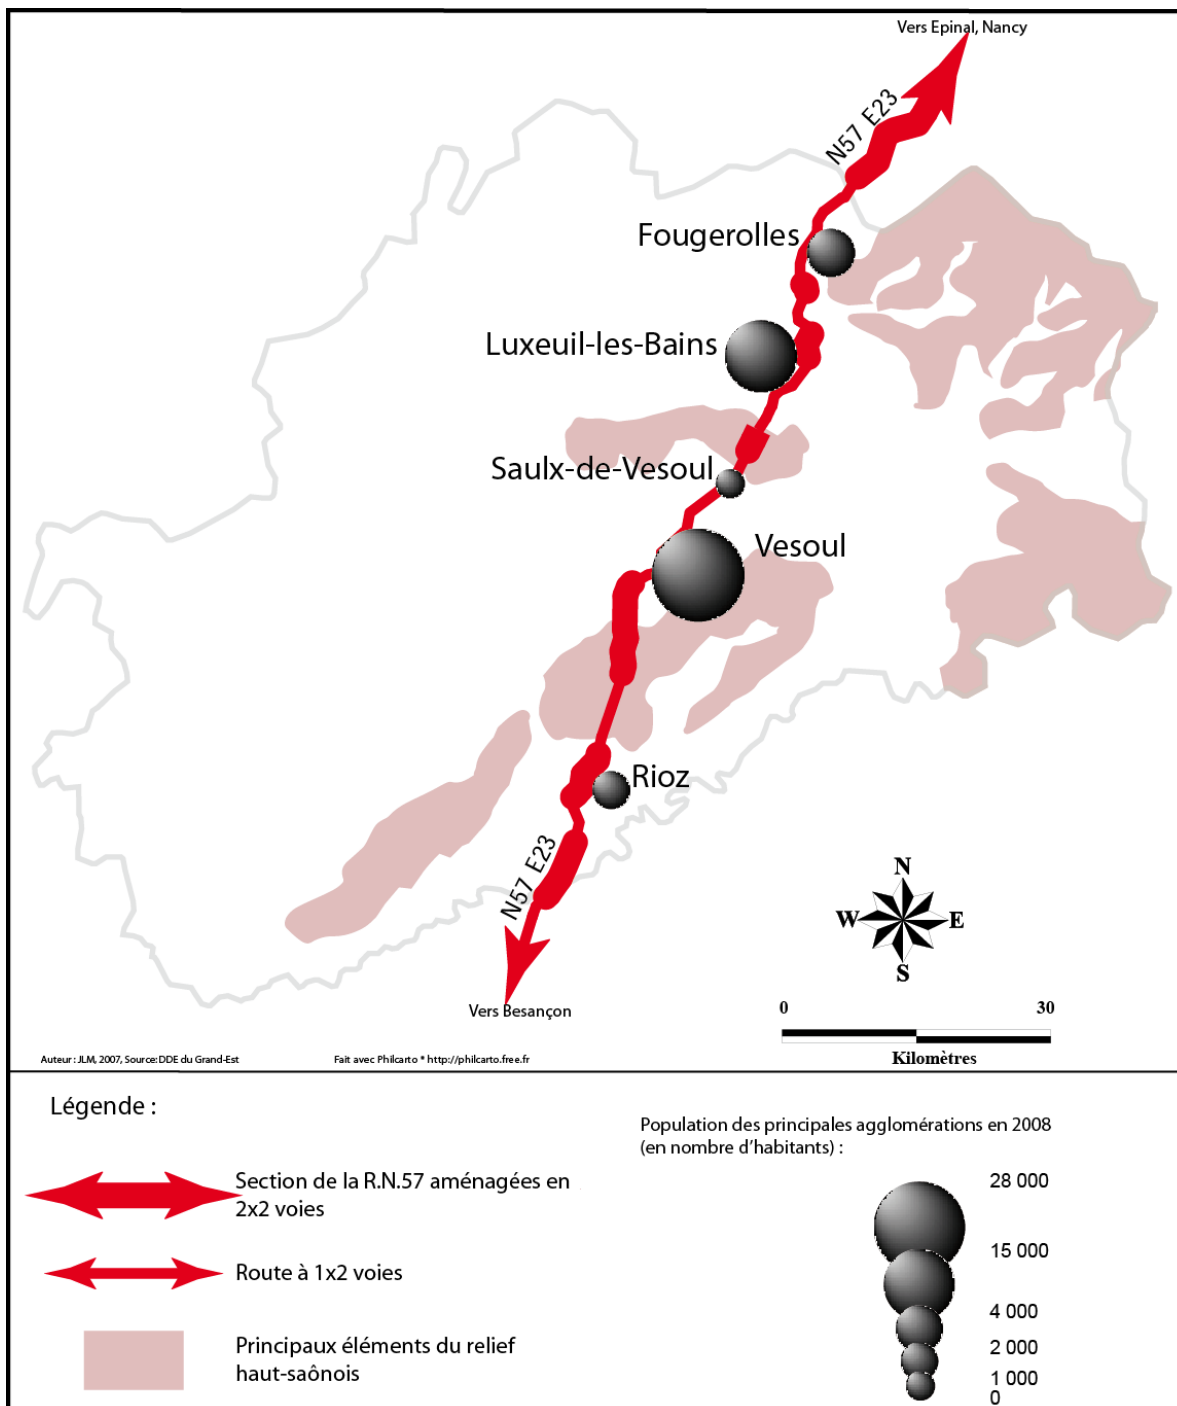 Vers Epinal, Nancy
N57 E23
Fougerolles
Luxeuil-les-Bains
Saulx-de-Vesoul
Vesoul
Rioz
N57 E23
Vers Besançon
N
W
E
S
0 30
Kilomètres
Auteur : JLM, 2007, Source: DDE du Grand-Est
Fait avec Philcarto * http://philcarto.free.fr
Légende :
Section de la R.N.57 aménagées en
2x2 voies
Route à 1x2 voies
Principaux éléments du relief
haut-saônois
Population des principales agglomérations en 2008
(en nombre d'habitants) :
28 000
15 000
4 000
2 000
1 000
0